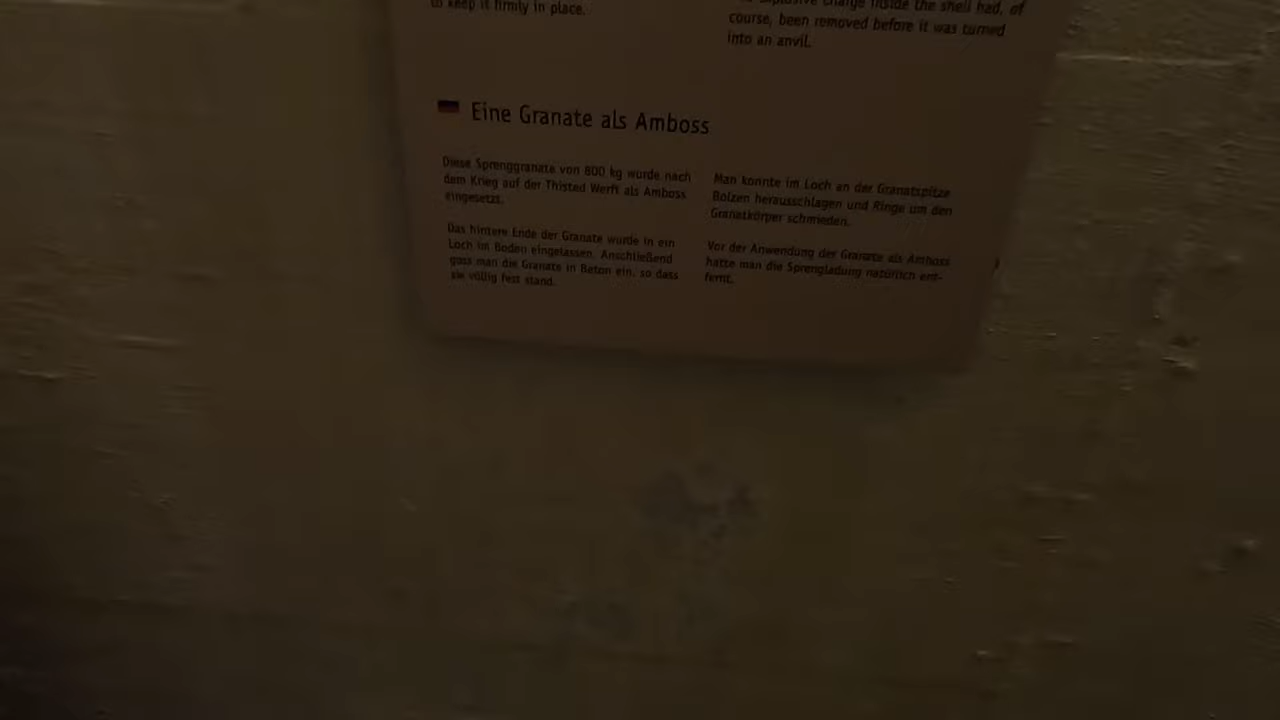 to keep it firmly in place.
explosive charge inside the shell had, of
course, been removed before it was turned
into an anvil.
Eine Granate als Amboss
Diese Sprenggranate von 800 kg wurde nach
dem Krieg auf der Thisted Werft als Amboss
eingesetzt.
Das hintere Ende der Granate wurde in ein
Loch im Boden eingelassen. Anschließend
gass man die Granate in Beton ein, so dass
sie völlig fest stand.
Man konnte im Loch an der Granatspitze
Bolzen herausschlagen und Ringe um den
Granatkörper schmieden.
Vor der Anwendung der Granate als Amboss
hatte man die Sprengladung natürlich ent-
fernt.